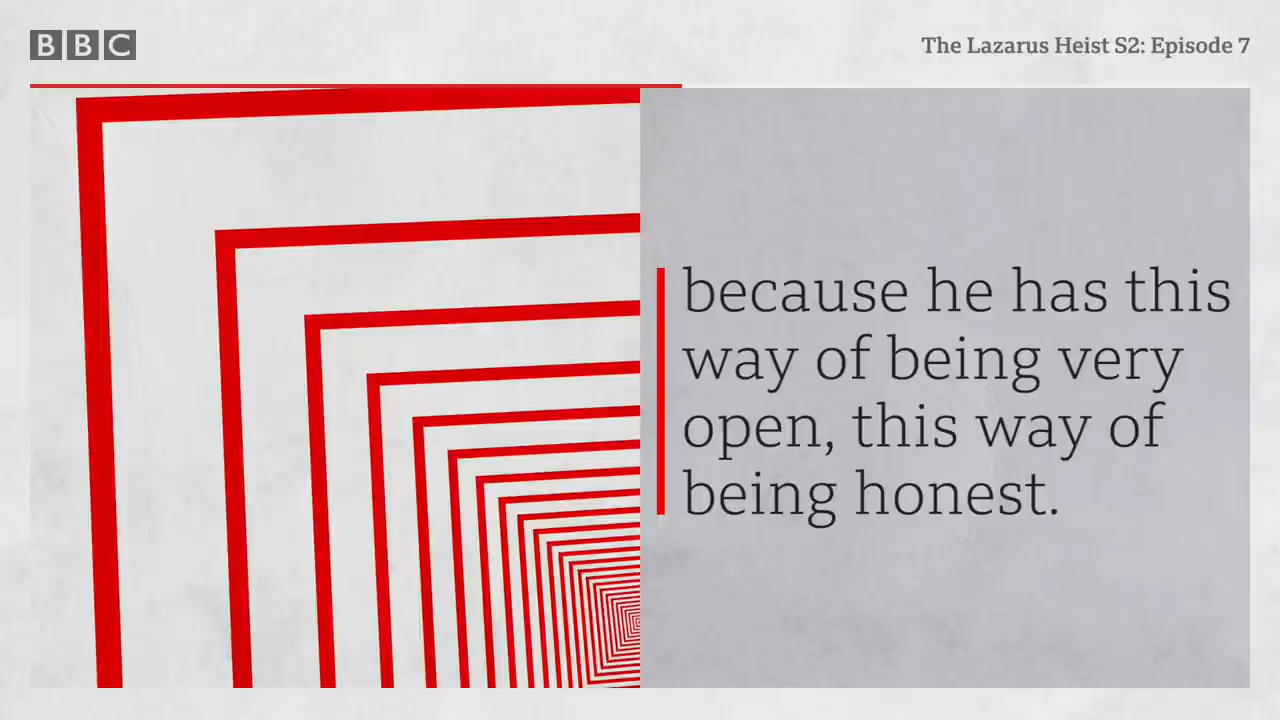 BBC
The Lazarus Heist S2: Episode 7
because he has this
way of being very
open, this way of
being honest.